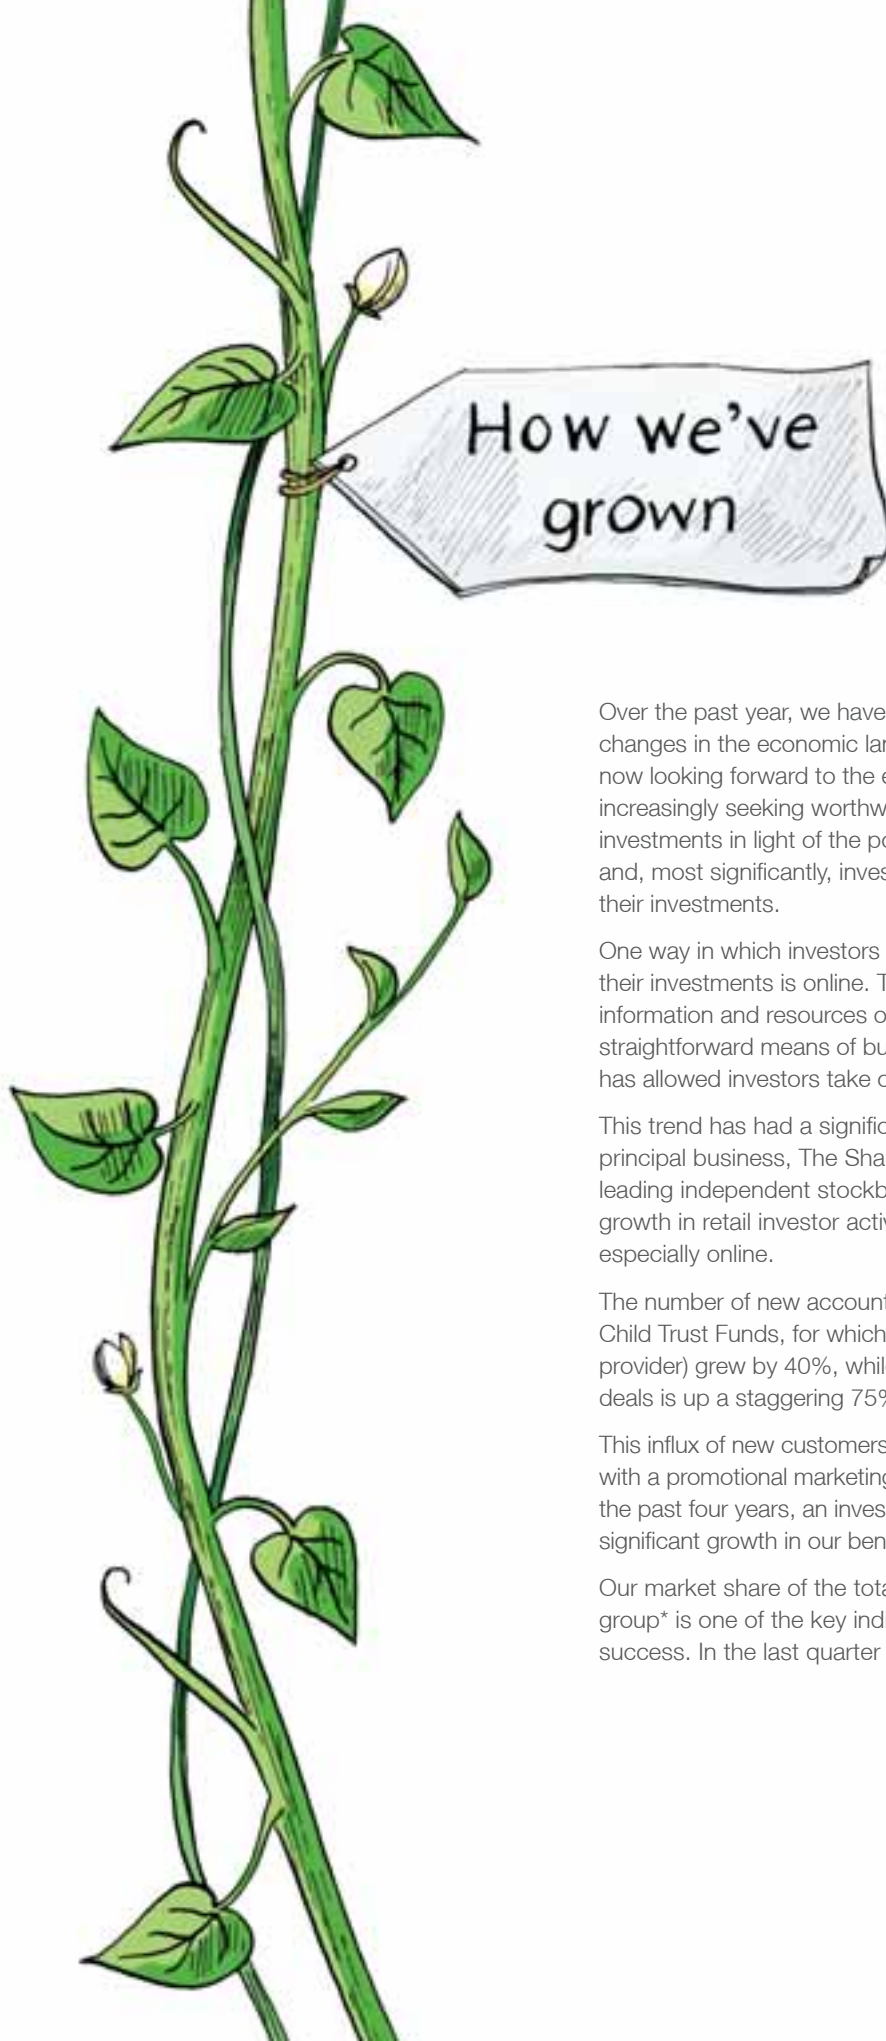 How we've
grown
Over the past year, we have
changes in the economic lan
now looking forward to the e
increasingly seeking worthw
investments in light of the po
and, most significantly, inves
their investments.
One way in which investors
their investments is online. T
information and resources o
straightforward means of bu
has allowed investors take c
This trend has had a signific
principal business, The Sha
leading independent stockb
growth in retail investor activ
especially online.
The number of new account
Child Trust Funds, for which
provider) grew by 40%, while
deals is up a staggering 75%
This influx of new customers
with a promotional marketing
the past four years, an inves
significant growth in our ben
Our market share of the tota
group* is one of the key indi
success. In the last quarter